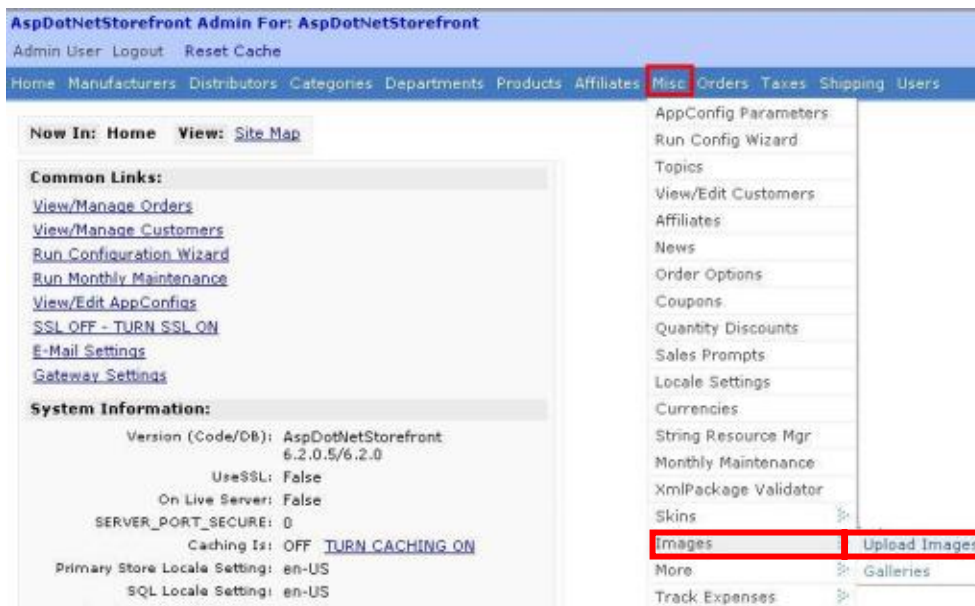 AspDotNetStorefront Admin For: AspDotNetStorefront
Admin User Logout Reset Cache
Home Manufacturers Distributors Categories Departments Products Affiliates Misc Orders Taxes Shipping Users
Now In: Home View: Site Map
Common Links:
View/Manage Orders
View/Manage Customers
Run Configuration Wizard
Run Monthly Maintenance
View/Edit AppConfigs
SSL OFF - TURN SSL ON
E-Mail Settings
Gateway Settings
System Information:
Version (Code/DB): AspDotNetStorefront
6.2.0.5/6.2.0
UseSSL: False
On Live Server: False
SERVER_PORT_SECURE: 0
Caching Is: OFF TURN CACHING ON
Primary Store Locale Setting: en-US
SQL Locale Setting: en-US
AppConfig Parameters
Run Config Wizard
Topics
View/Edit Customers
Affiliates
News
Order Options
Coupons
Quantity Discounts
Sales Prompts
Locale Settings
Currencies
String Resource Mgr
Monthly Maintenance
XmlPackage Validator
Skins
Images
More
Track Expenses
Upload Images
Galleries